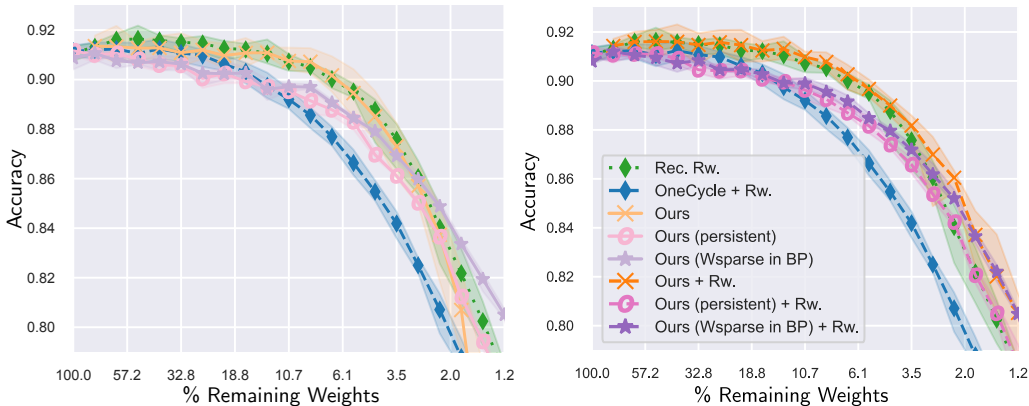 0.92
0.90
0.88
0.86
0.84
0.82
0.80
Accuracy
100.0 57.2 32.8 18.8 10.7 6.1 3.5 2.0 1.2
% Remaining Weights
0.92
0.90
0.88
0.86
0.84
0.82
0.80
Accuracy
Rec. Rw.
OneCycle + Rw.
Ours
Ours (persistent)
Ours (Wsparse in BP)
Ours + Rw.
Ours (persistent) + Rw.
Ours (Wsparse in BP) + Rw.
100.0 57.2 32.8 18.8 10.7 6.1 3.5 2.0 1.2
% Remaining Weights